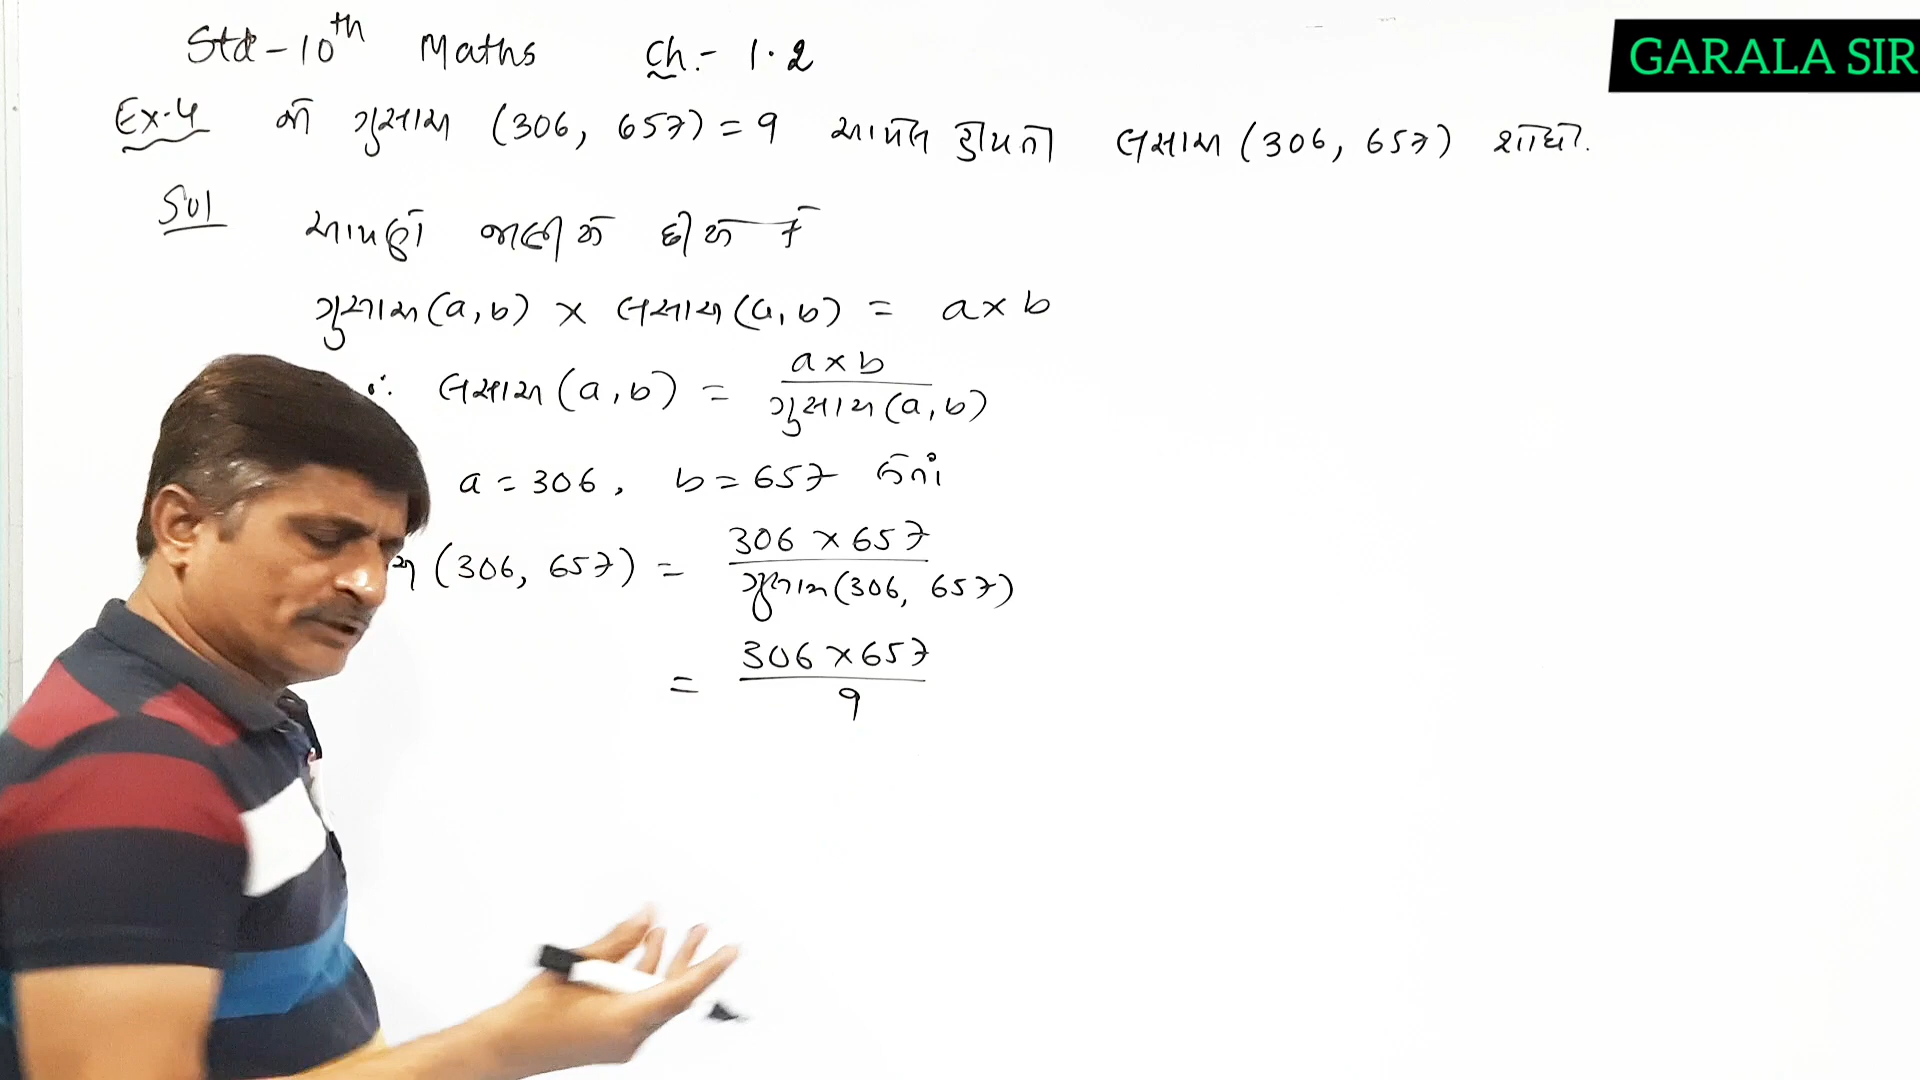 GARALA SIR
Std-10th Maths Ch.- 1.2
Ex-4 જો ગુસાઅ (306, 657) = 9 આપેલ હોય તો લસાઅ (306, 657) શોધો.
Sol આપણે જાણીએ છીએ કે
ગુસાઅ(a, b) × લસાઅ(a, b) = a × b
∴ લસાઅ(a, b) = a × b / ગુસાઅ(a, b)
a = 306, b = 657 લેતાં
અ (306, 657) = 306 × 657 / ગુસાઅ(306, 657)
= 306 × 657 / 9